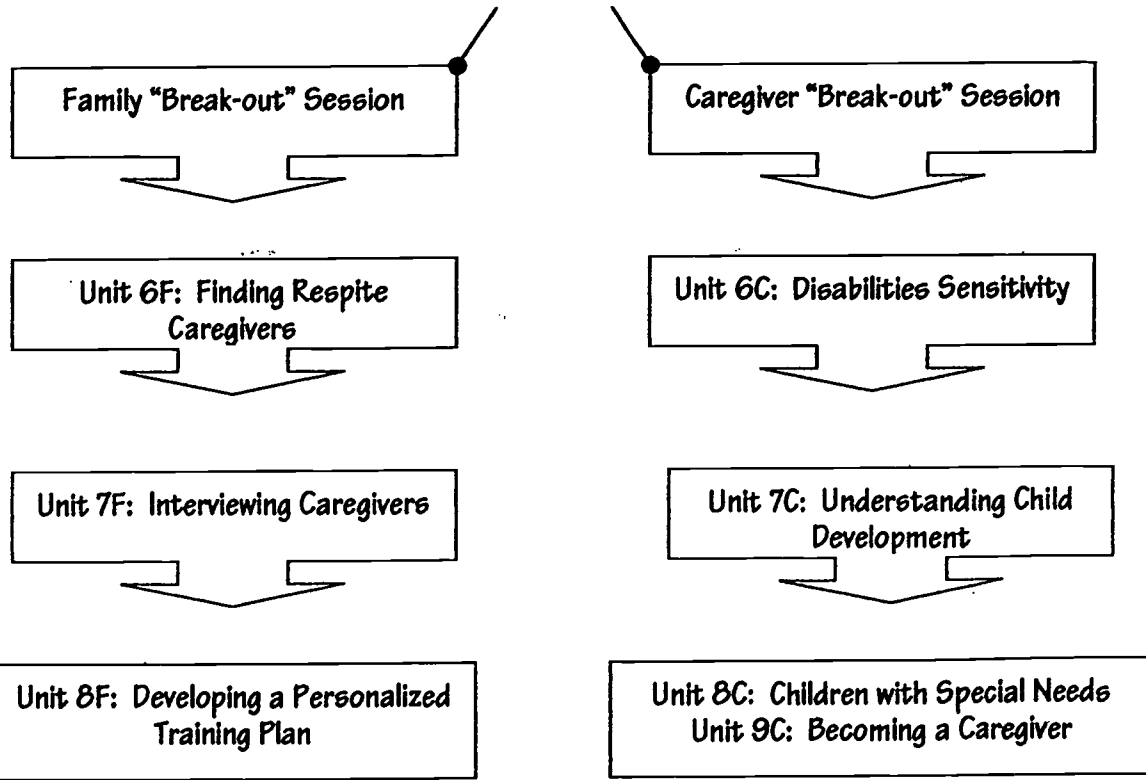 Family “Break-out” Session
Caregiver “Break-out” Session
Unit 6F: Finding Respite
Caregivers
Unit 6C: Disabilities Sensitivity
Unit 7F: Interviewing Caregivers
Unit 7C: Understanding Child
Development
Unit 8F: Developing a Personalized
Training Plan
Unit 8C: Children with Special Needs
Unit 9C: Becoming a Caregiver